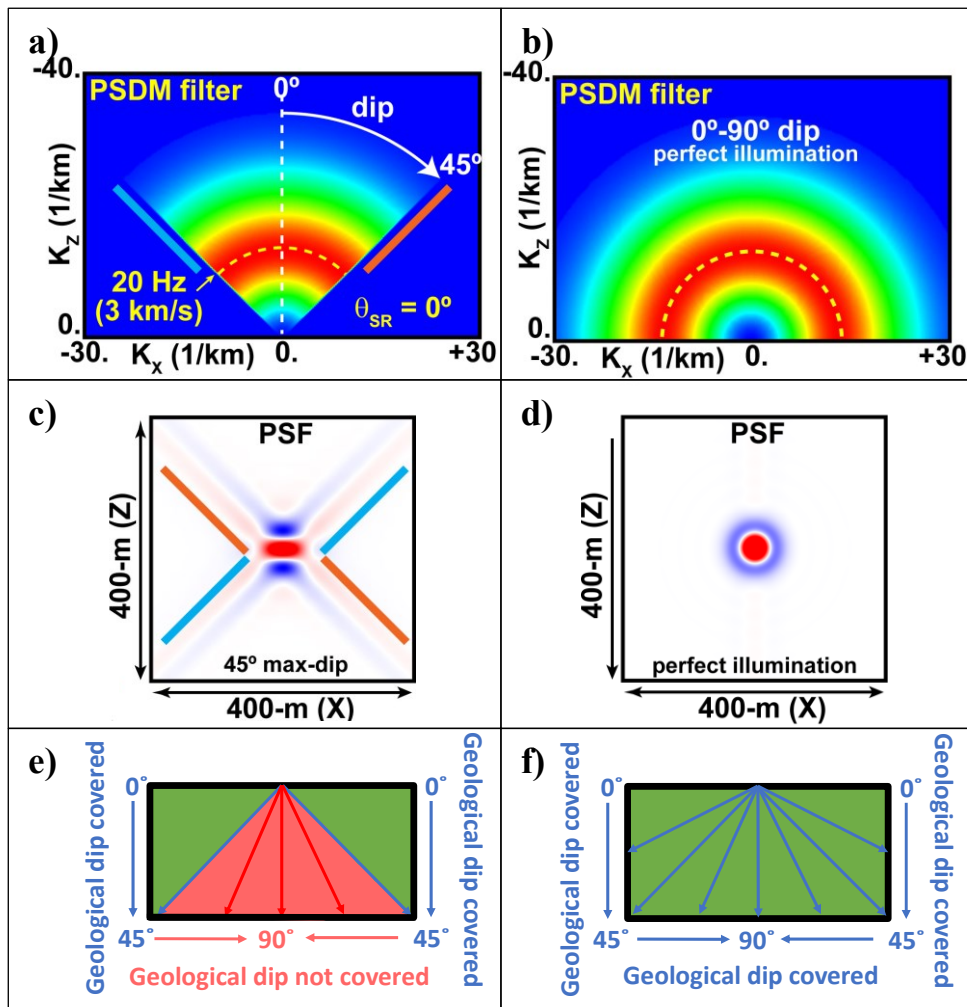 a)
-40.
PSDM filter
0º
dip
45º
K_Z (1/km)
20 Hz
(3 km/s)
θ_SR = 0º
0.
-30.
K_X (1/km)
0.
+30
b)
-40.
PSDM filter
0º-90º dip
perfect illumination
K_Z (1/km)
0.
-30.
K_X (1/km)
0.
+30
c)
PSF
400-m (Z)
45º max-dip
400-m (X)
d)
PSF
400-m (Z)
perfect illumination
400-m (X)
e)
Geological dip covered
0°
45°
90°
0°
45°
Geological dip covered
Geological dip not covered
f)
Geological dip covered
0°
45°
90°
0°
45°
Geological dip covered
Geological dip covered